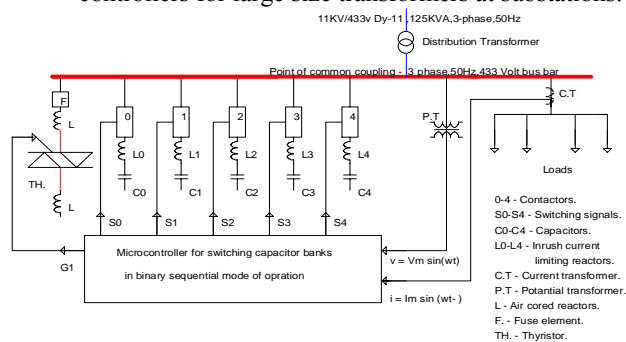 controllers for large size transformers at substations.
11KV/433v Dy-11 ,125KVA,3-phase,50Hz
Distribution Transformer
Point of common coupling - 3 phase,50Hz,433 Volt bus bar
F
L
TH.
L
0
1
2
3
4
L0
L1
L2
L3
L4
C0
C1
C2
C3
C4
P.T
C.T
Loads
S0
S1
S2
S3
S4
G1
Microcontroller for switching capacitor banks
in binary sequential mode of opration
v = Vm sin(wt)
i = Im sin (wt- )
0-4 - Contactors.
S0-S4 - Switching signals.
C0-C4 - Capacitors.
L0-L4 - Inrush current
limiting reactors.
C.T - Current transformer.
P.T - Potential transformer.
L - Air cored reactors.
F. - Fuse element.
TH. - Thyristor.